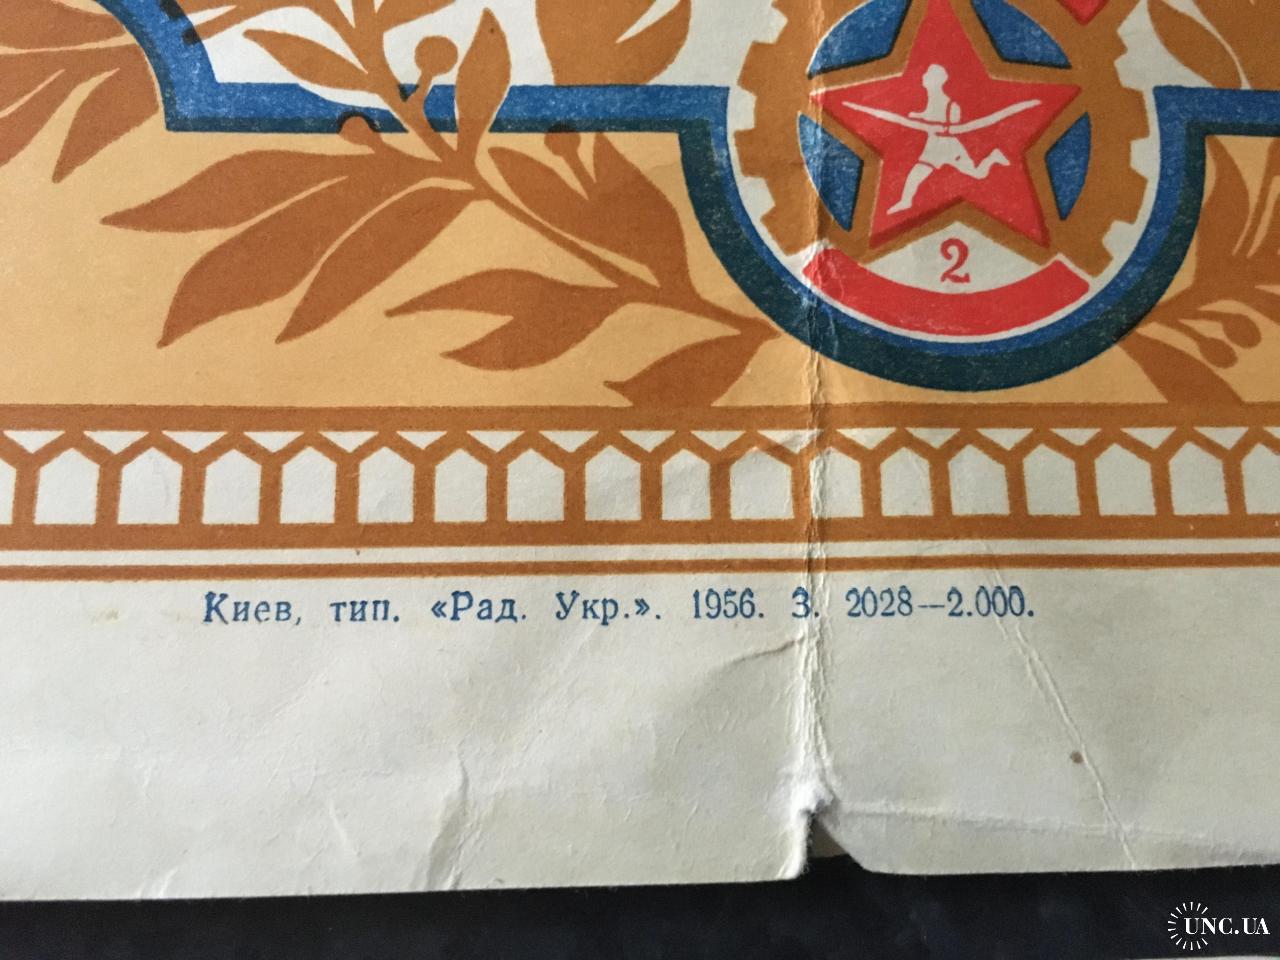 2
Киев, тип. «Рад. Укр.». 1956. З. 2028—2.000.
UNC.UA